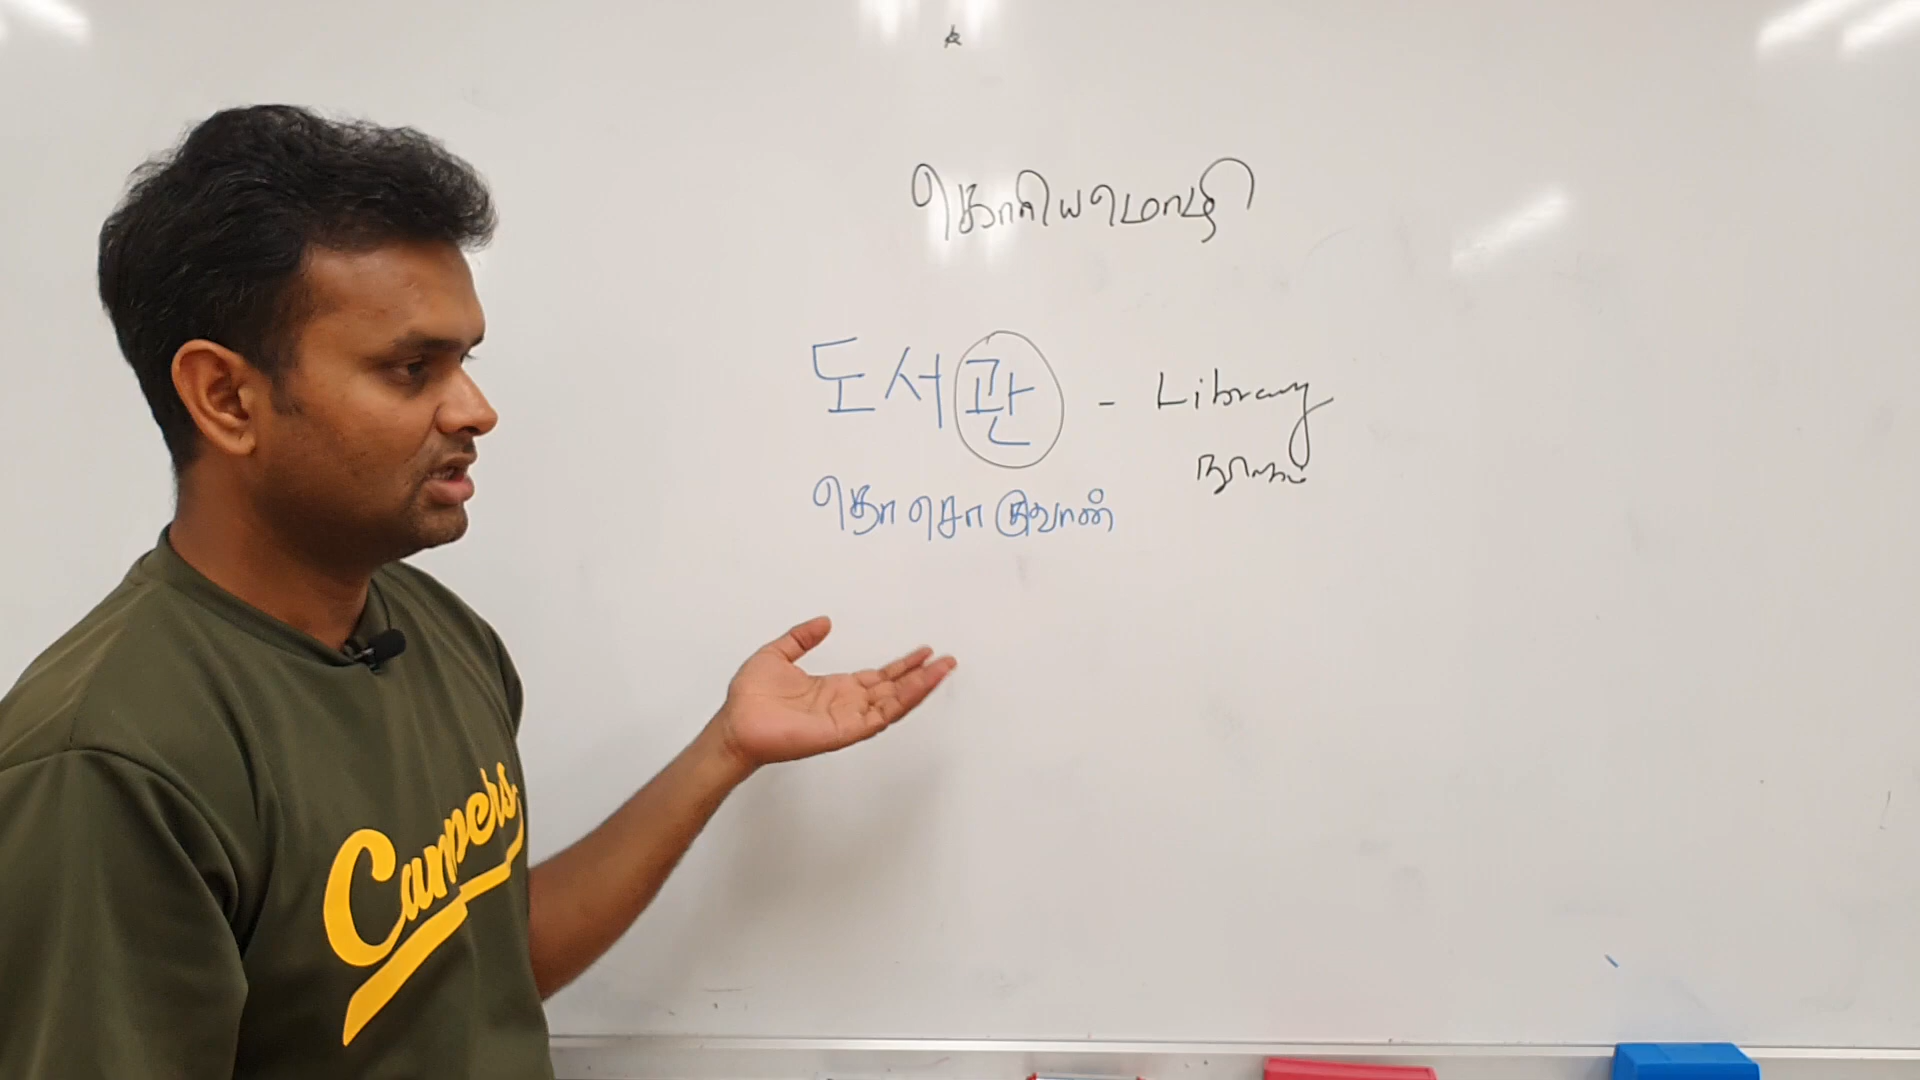 கொரியமொழி
도서관 - Library
நூலகம்
தொசொகுவான்
Campers